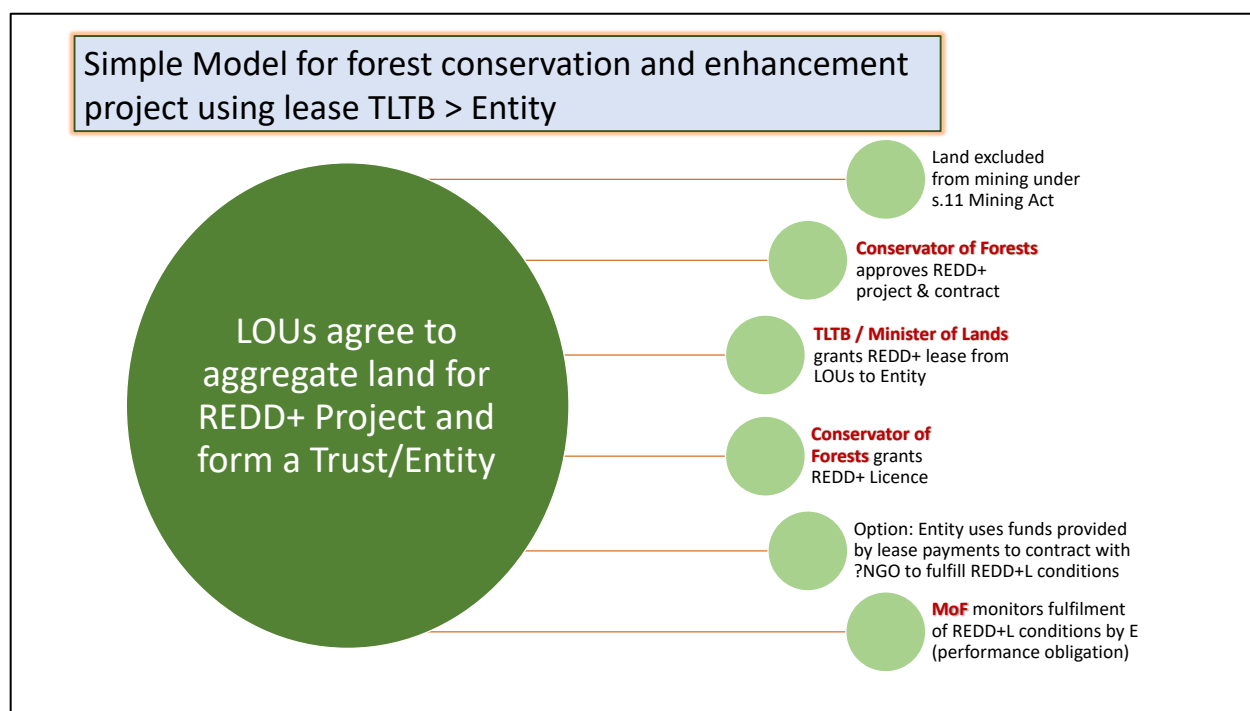 Simple Model for forest conservation and enhancement
project using lease TLTB > Entity
LOUs agree to
aggregate land for
REDD+ Project and
form a Trust/Entity
Land excluded
from mining under
s.11 Mining Act
Conservator of Forests
approves REDD+
project & contract
TLTB / Minister of Lands
grants REDD+ lease from
LOUs to Entity
Conservator of
Forests grants
REDD+ Licence
Option: Entity uses funds provided
by lease payments to contract with
?NGO to fulfill REDD+L conditions
MoF monitors fulfilment
of REDD+L conditions by E
(performance obligation)